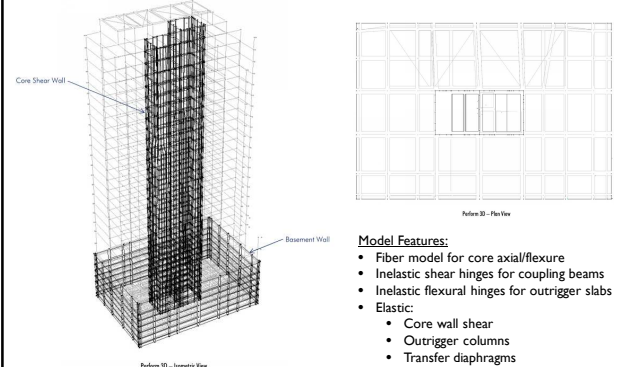 Core Shear Wall
Basement Wall
Perform 3D – Isometric View
Perform 3D – Plan View
Model Features:
• Fiber model for core axial/flexure
• Inelastic shear hinges for coupling beams
• Inelastic flexural hinges for outrigger slabs
• Elastic:
• Core wall shear
• Outrigger columns
• Transfer diaphragms